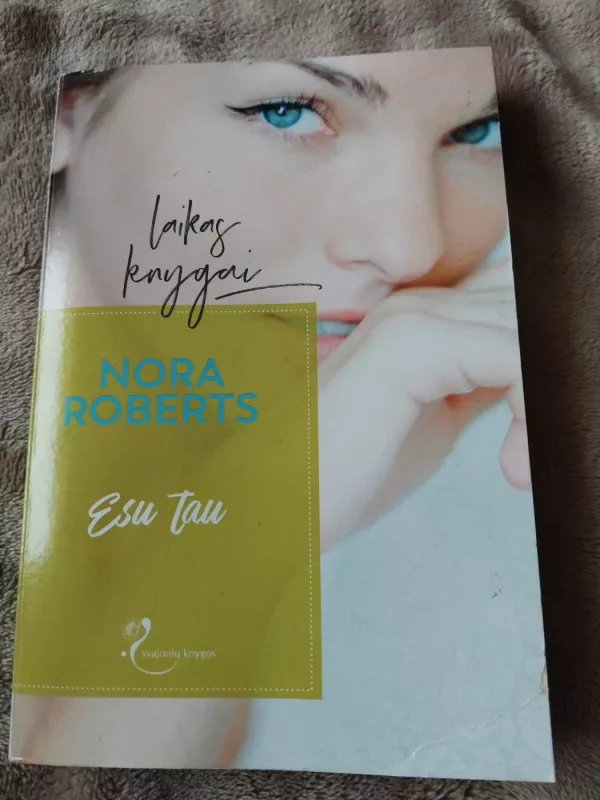 laikas
knygai
NORA
ROBERTS
Esu tau
svajonių knygos